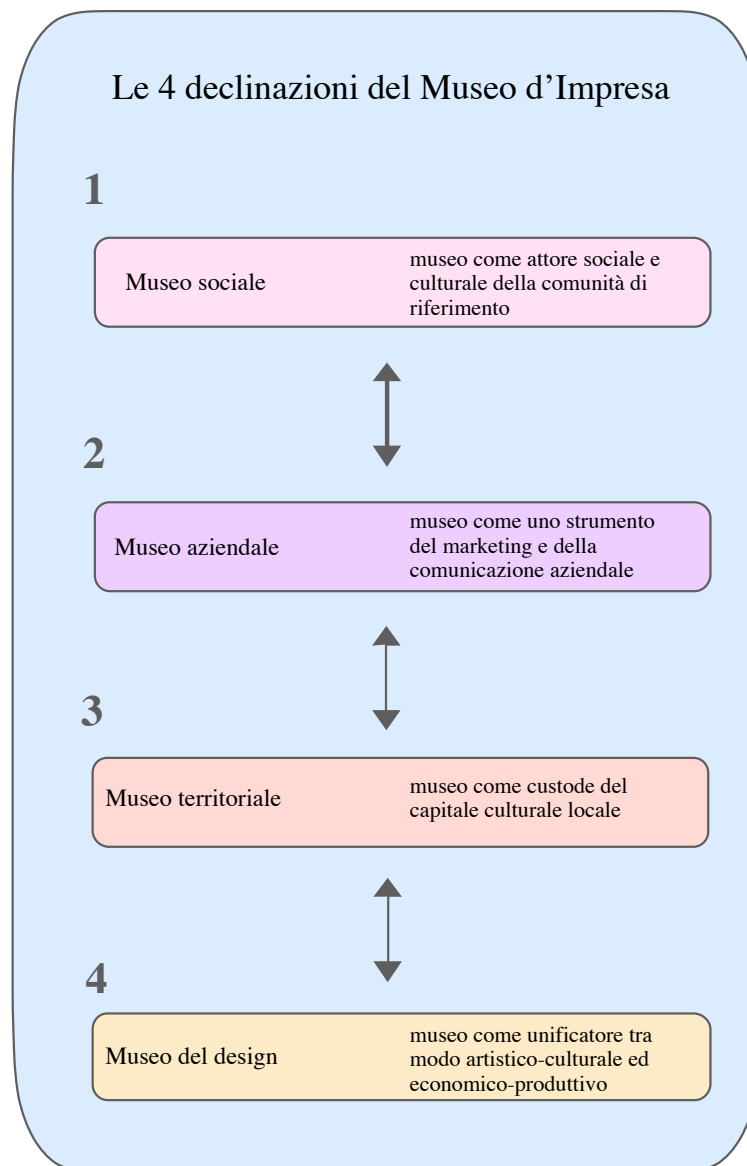 Le 4 declinazioni del Museo d’Impresa
1
Museo sociale
museo come attore sociale e
culturale della comunità di
riferimento
2
Museo aziendale
museo come uno strumento
del marketing e della
comunicazione aziendale
3
Museo territoriale
museo come custode del
capitale culturale locale
4
Museo del design
museo come unificatore tra
modo artistico-culturale ed
economico-produttivo